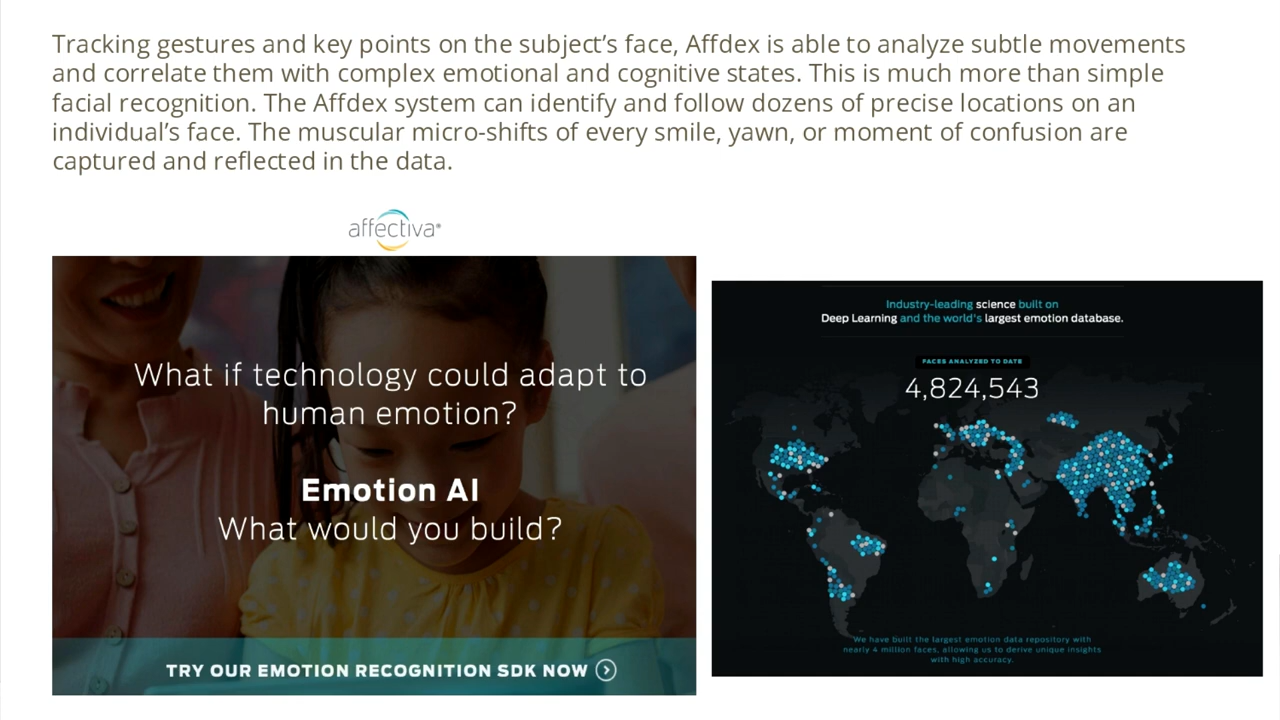 Tracking gestures and key points on the subject's face, Affdex is able to analyze subtle movements
and correlate them with complex emotional and cognitive states. This is much more than simple
facial recognition. The Affdex system can identify and follow dozens of precise locations on an
individual's face. The muscular micro-shifts of every smile, yawn, or moment of confusion are
captured and reflected in the data.
affectiva®
What if technology could adapt to
human emotion?
Emotion AI
What would you build?
TRY OUR EMOTION RECOGNITION SDK NOW
Industry-leading science built on
Deep Learning and the world's largest emotion database.
FACES ANALYZED TO DATE
4,824,543
We have built the largest emotion data repository with
nearly 4 million faces, allowing us to derive unique insights
with high accuracy.